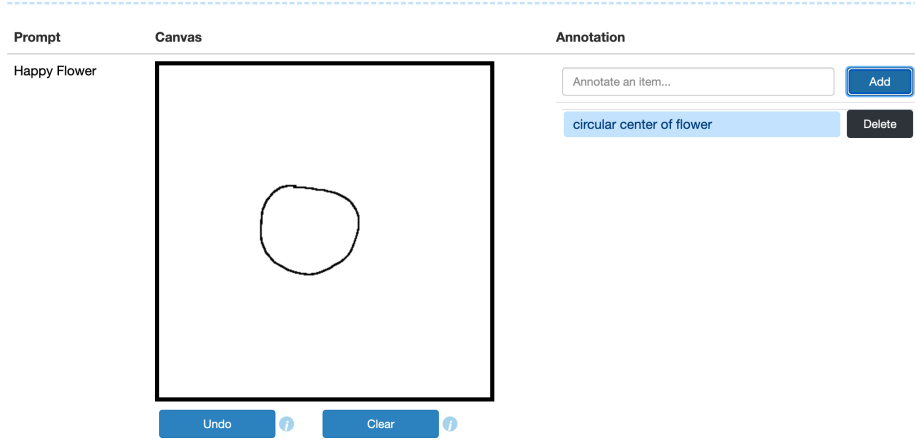 Prompt Canvas Annotation
Happy Flower
Annotate an item... Add
circular center of flower Delete
Undo i Clear i